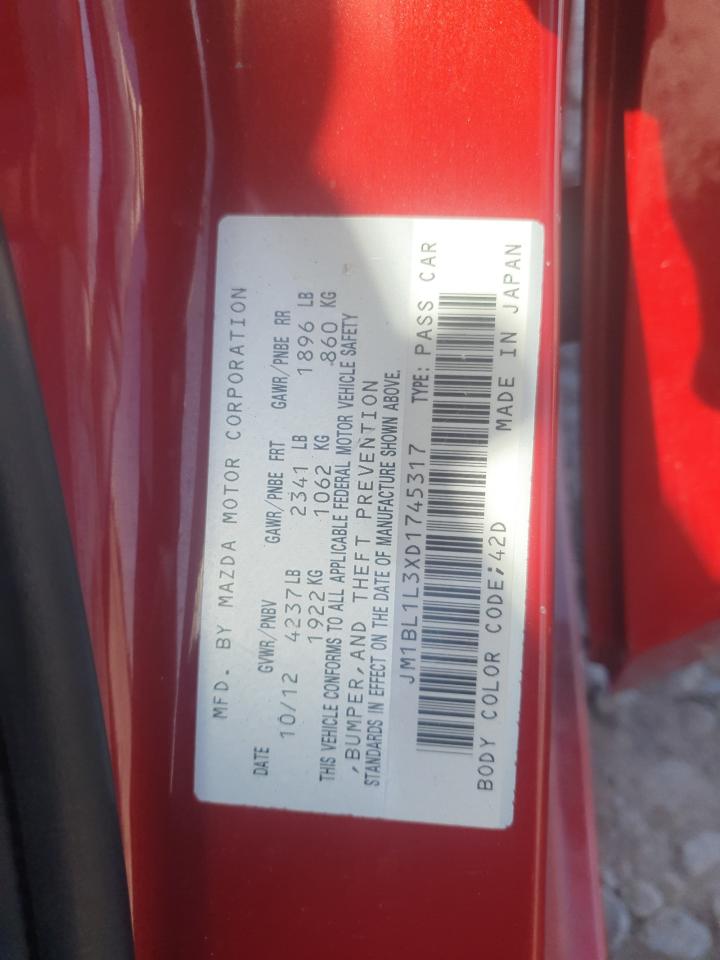 MFD. BY MAZDA MOTOR CORPORATION
DATE GVWR/PNBV GAWR/PNBE FRT GAWR/PNBE RR
10/12 4237LB 2341 LB 1896 LB
1922KG 1062 KG 860 KG
THIS VEHICLE CONFORMS TO ALL APPLICABLE FEDERAL MOTOR VEHICLE SAFETY
,BUMPER,AND THEFT PREVENTION
STANDARDS IN EFFECT ON THE DATE OF MANUFACTURE SHOWN ABOVE.
JM1BL1L3XD1745317 TYPE: PASS CAR
BODY COLOR CODE;42D MADE IN JAPAN